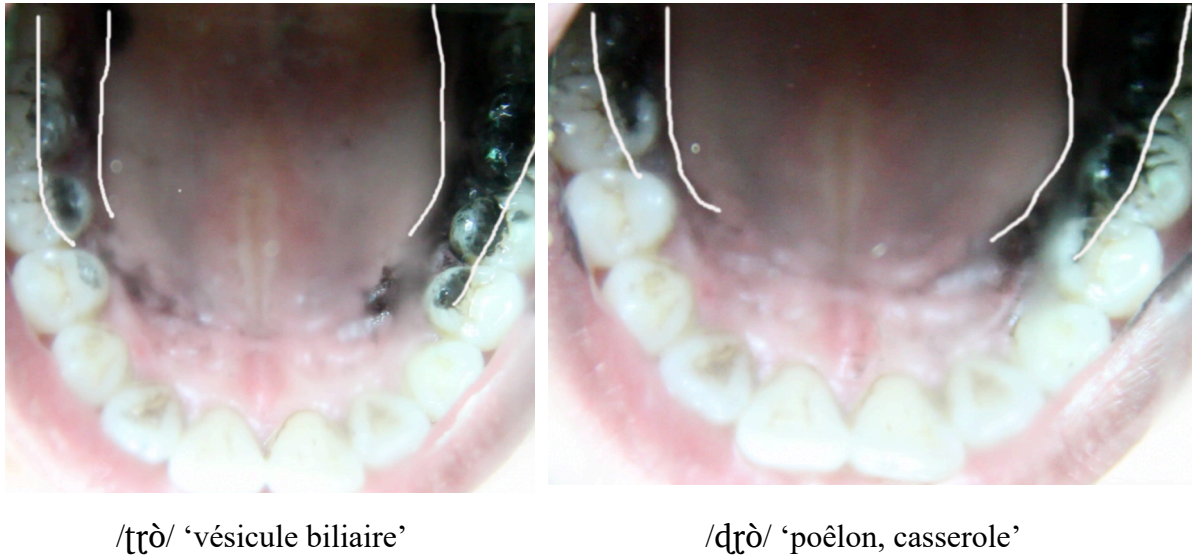 /ʈɽò/ ‘vésicule biliaire’
/ɖɽò/ ‘poêlon, casserole’